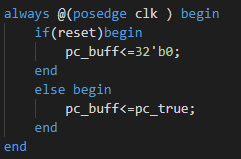 always @(posedge clk ) begin
    if(reset)begin
        pc_buff<=32'b0;
    end
    else begin
        pc_buff<=pc_true;
    end
end